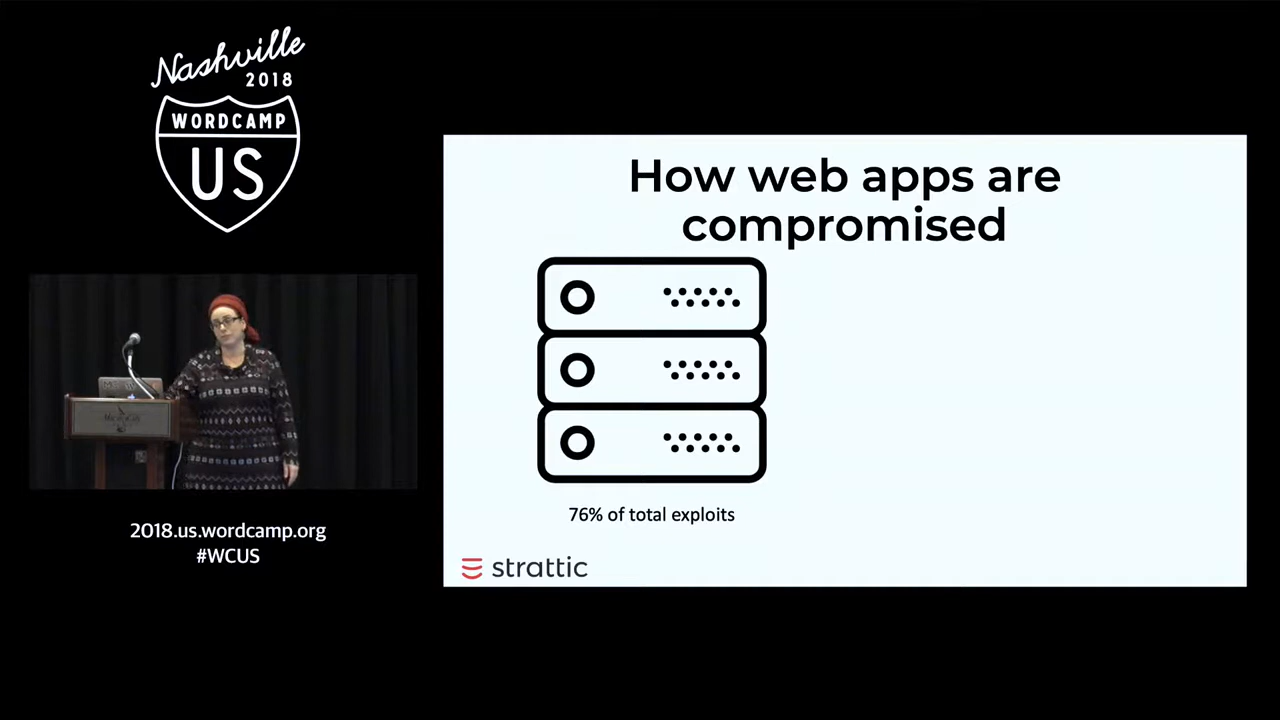 Nashville
2018
WORDCAMP
US
How web apps are
compromised
76% of total exploits
strattic
2018.us.wordcamp.org
#WCUS